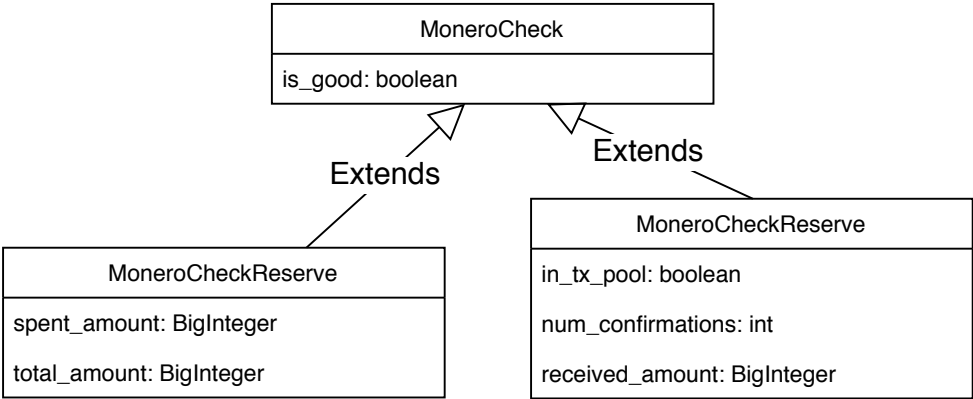 MoneroCheck
is_good: boolean
Extends
Extends
MoneroCheckReserve
spent_amount: BigInteger
total_amount: BigInteger
MoneroCheckReserve
in_tx_pool: boolean
num_confirmations: int
received_amount: BigInteger